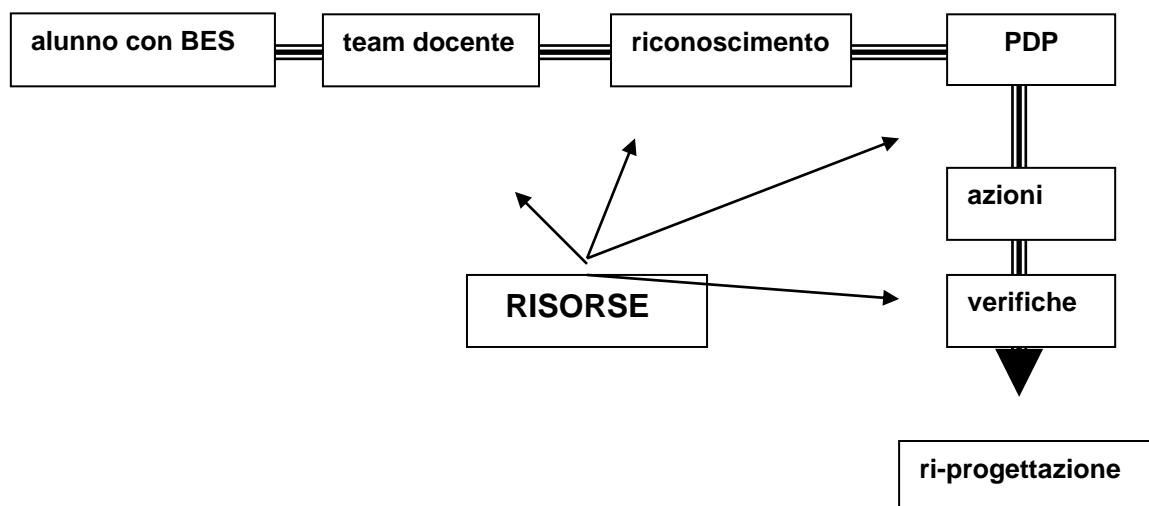 alunno con BES
team docente
riconoscimento
PDP
azioni
RISORSE
verifiche
ri-progettazione